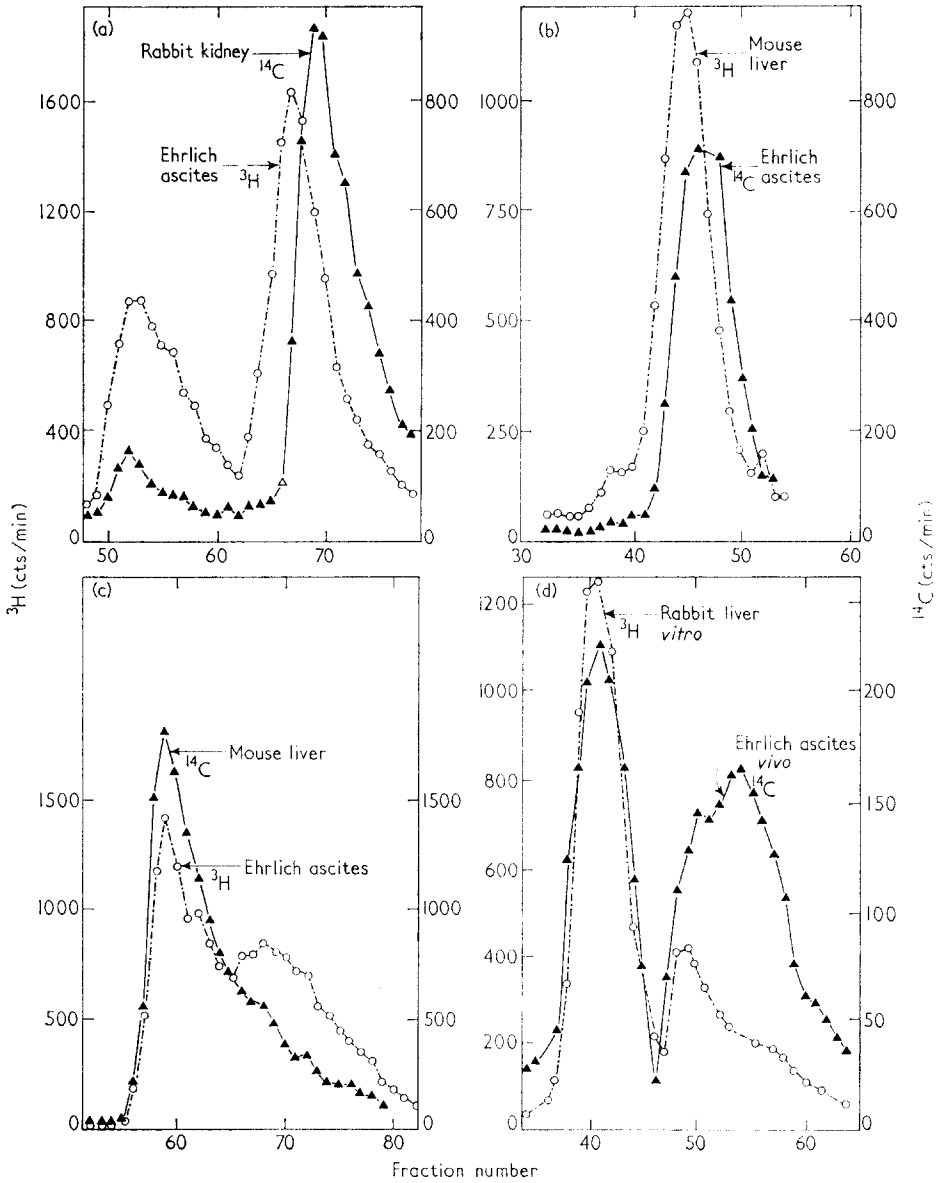 (a)
Rabbit kidney
14C
Ehrlich
ascites
3H
1600
1200
800
400
0
800
600
400
200
0
50
60
70
(b)
Mouse
liver
3H
Ehrlich
ascites
14C
1000
750
500
250
0
800
600
400
200
0
30
40
50
60
3H (cts/min)
14C (cts/min)
(c)
Mouse liver
14C
Ehrlich ascites
3H
1500
1000
500
0
1500
1000
500
0
60
70
80
(d)
Rabbit liver
vitro
3H
Ehrlich ascites
vivo
14C
1200
1000
800
600
400
200
0
200
150
100
50
0
40
50
60
Fraction number